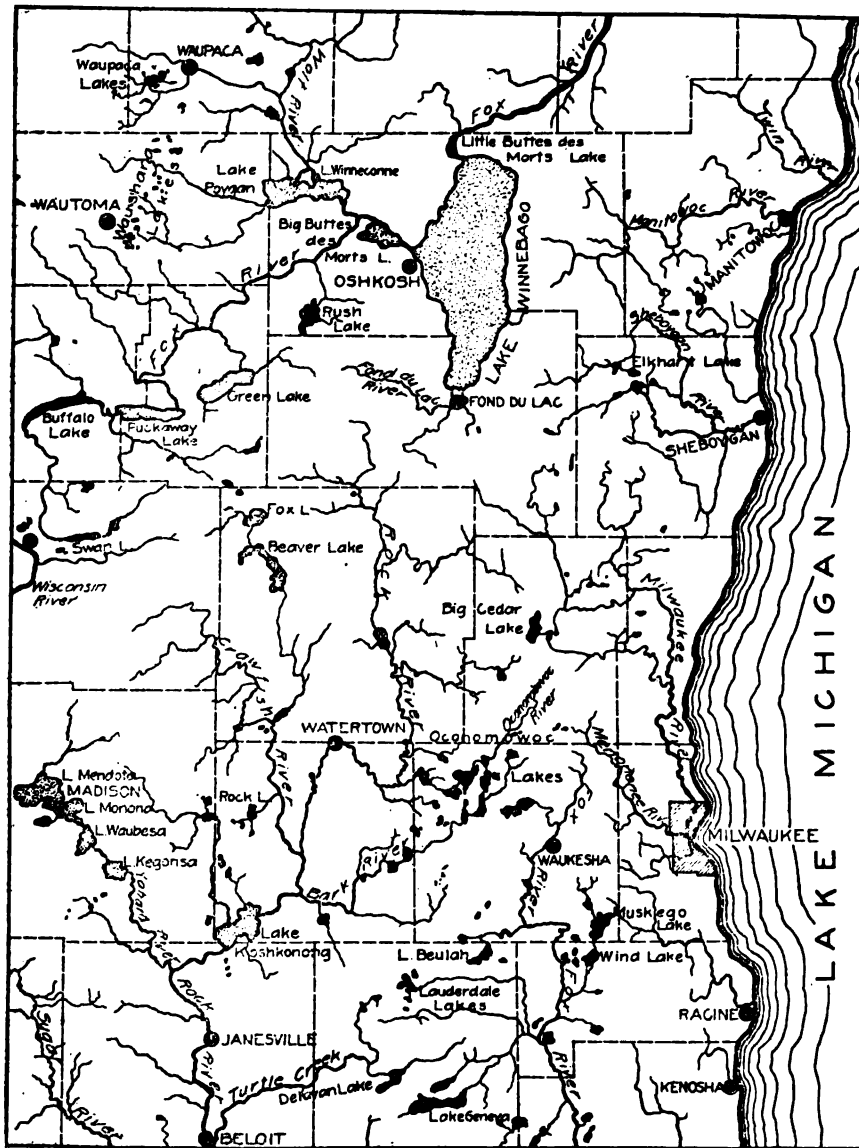 WAUPACA
Waupaca
Lakes
Wolf River
Fox River
Little Buttes des
Morts Lake
Twin River
Lake
Poygan
L. Winneconne
Waushara
Lakes
WAUTOMA
Manitowoc River
MANITOWOC
Big Buttes
des
Morts L.
OSHKOSH
LAKE WINNEBAGO
Fox River
Rush
Lake
Sheboygan River
Elkhart Lake
Fond du Lac
River
FOND DU LAC
Green Lake
Buffalo
Lake
Puckaway
Lake
SHEBOYGAN
Fox L.
Swan L.
Beaver Lake
Rock River
Wisconsin
River
Big Cedar
Lake
Milwaukee River
Crawfish River
Oconomowoc
River
WATERTOWN
Oconomowoc
Lakes
Menomonee River
L. Mendota
MADISON
L. Monona
Rock L.
L. Waubesa
L. Kegonsa
MILWAUKEE
Fox River
WAUKESHA
Bark River
Yahara River
Muskego
Lake
Lake
Koshkonong
L. Beulah
Wind Lake
Lauderdale
Lakes
Fox River
RACINE
Rock River
JANESVILLE
Sugar River
Turtle Creek
Delavan Lake
KENOSHA
Lake Geneva
BELOIT
LAKE MICHIGAN